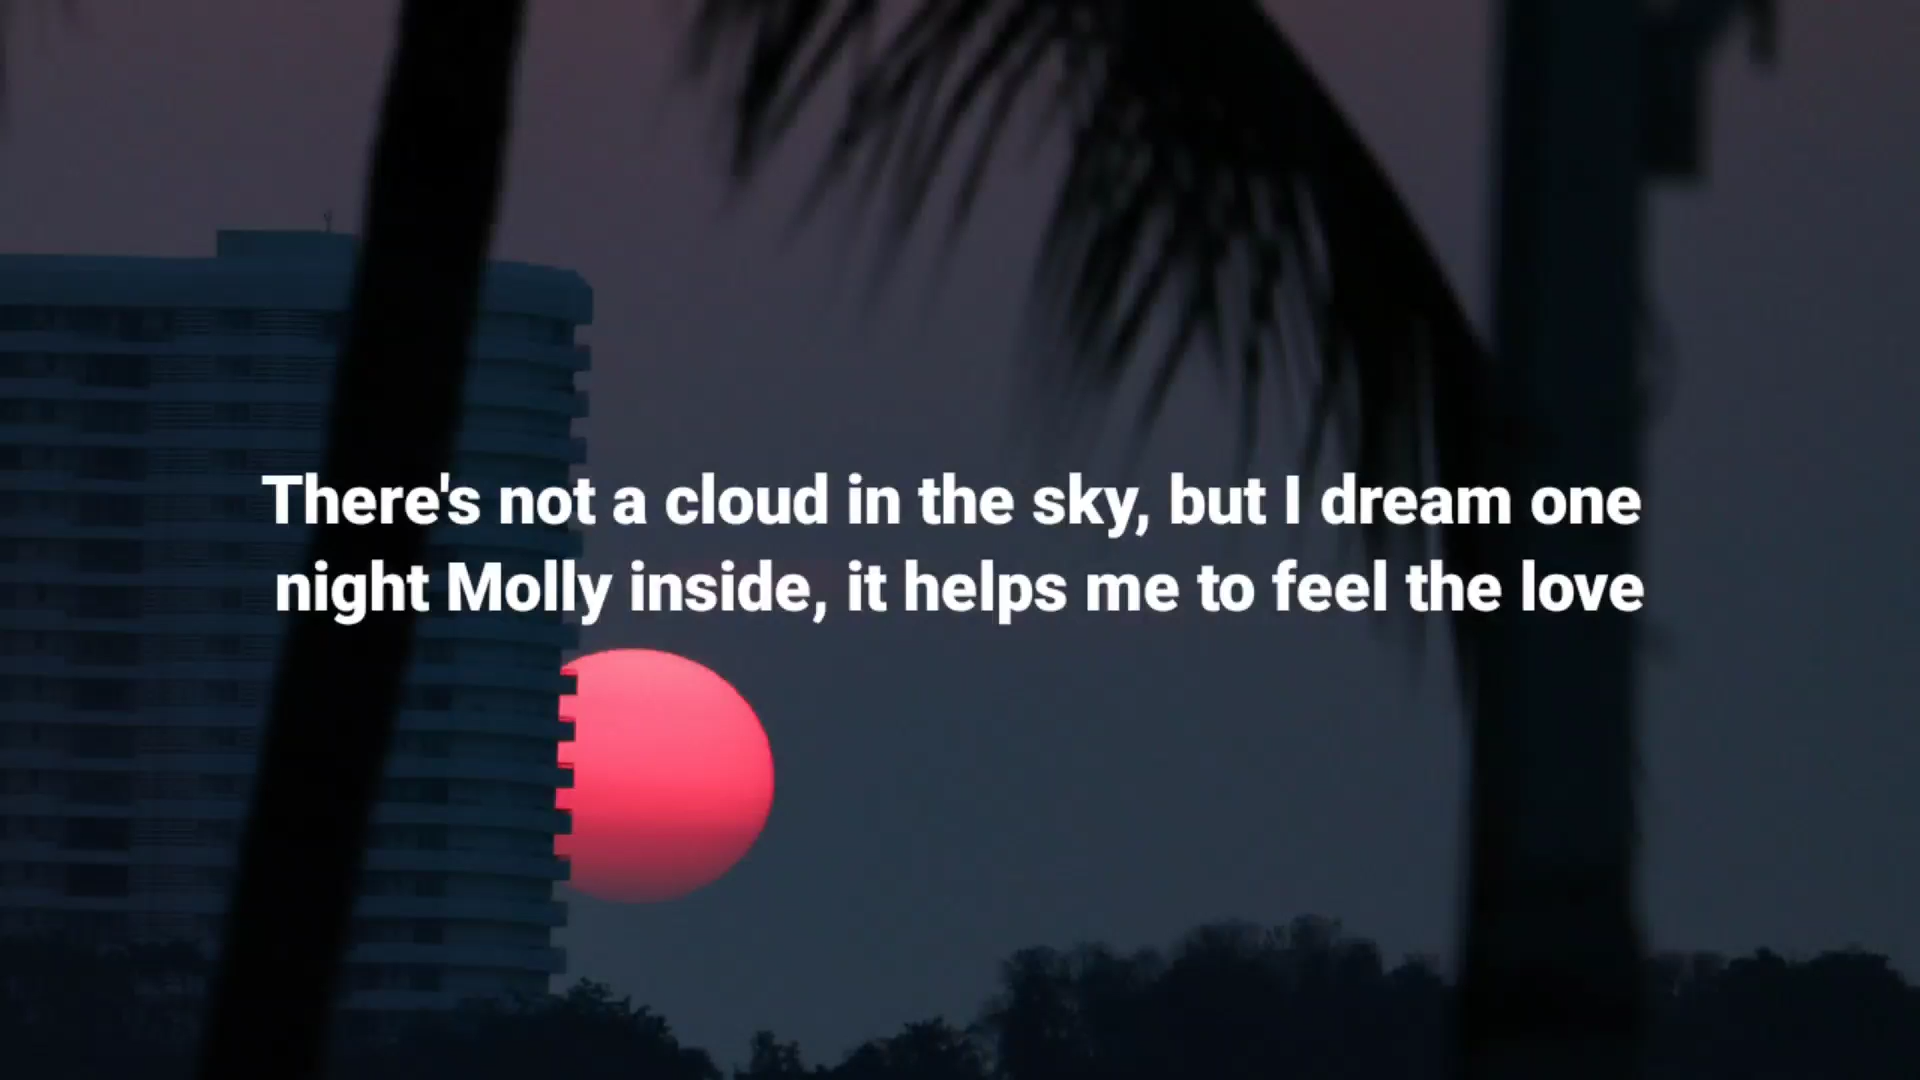 There's not a cloud in the sky, but I dream one
night Molly inside, it helps me to feel the love